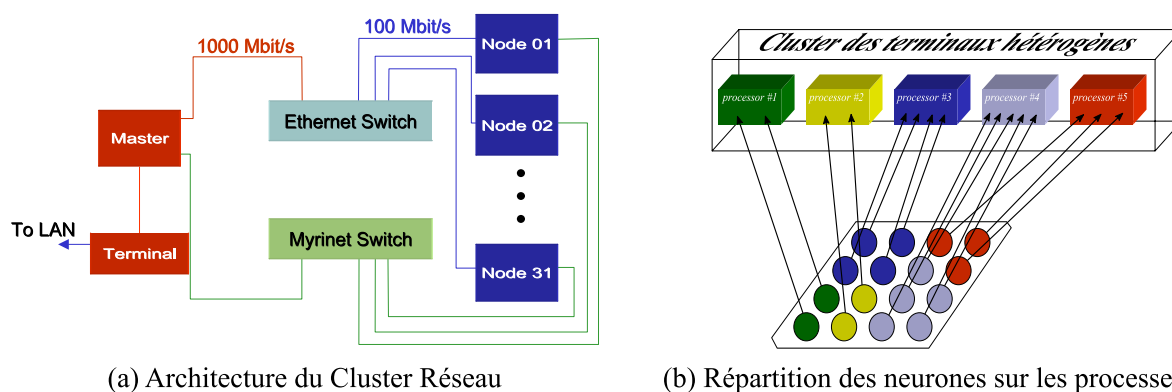 1000 Mbit/s
100 Mbit/s
Node 01
Master
Ethernet Switch
Node 02
To LAN
Terminal
Myrinet Switch
Node 31
(a) Architecture du Cluster Réseau
Cluster des terminaux hétérogènes
processor #1
processor #2
processor #3
processor #4
processor #5
(b) Répartition des neurones sur les processe